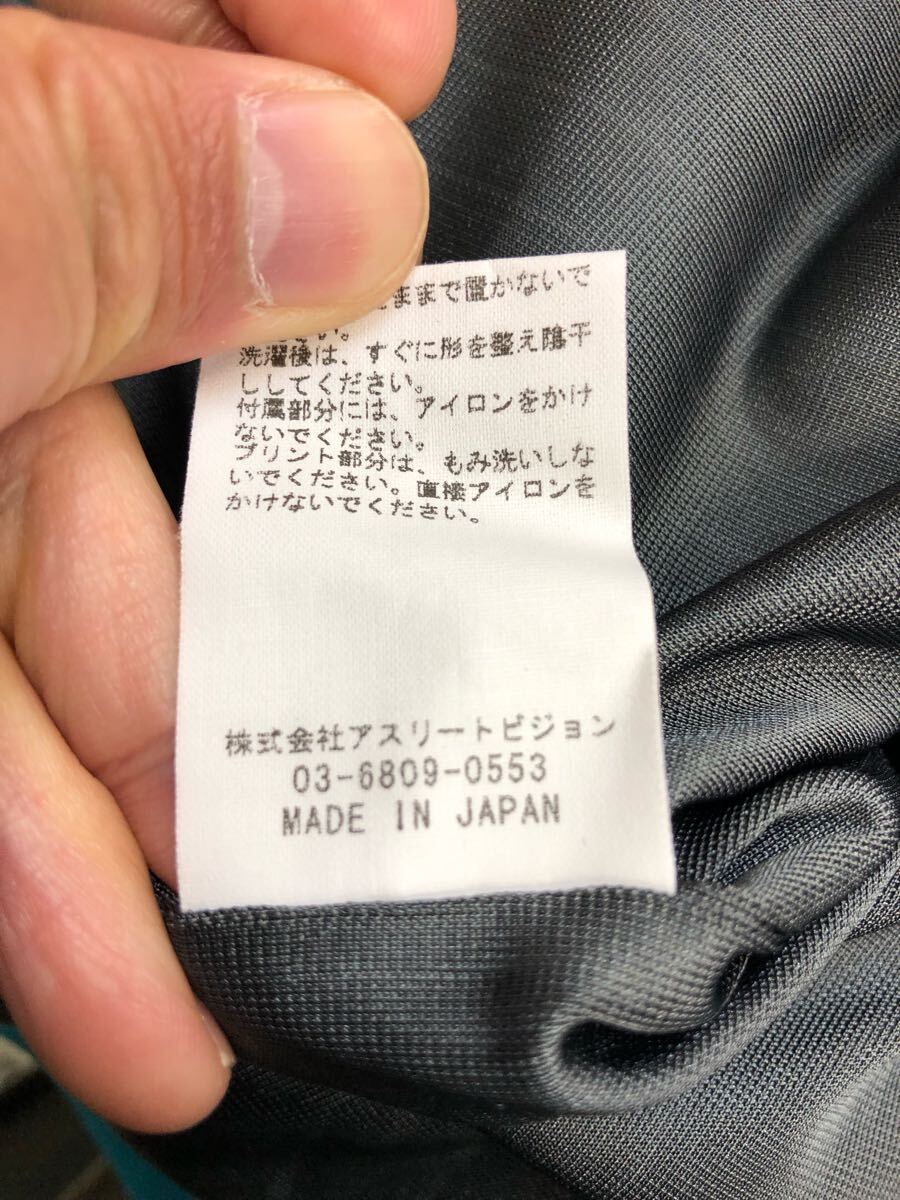 ままで置かないで
さい。
洗濯後は、すぐに形を整え陰干
ししてください。
付属部分には、アイロンをかけ
ないでください。
プリント部分は、もみ洗いしな
いでください。直接アイロンを
かけないでください。
株式会社アスリートビジョン
03-6809-0553
MADE IN JAPAN